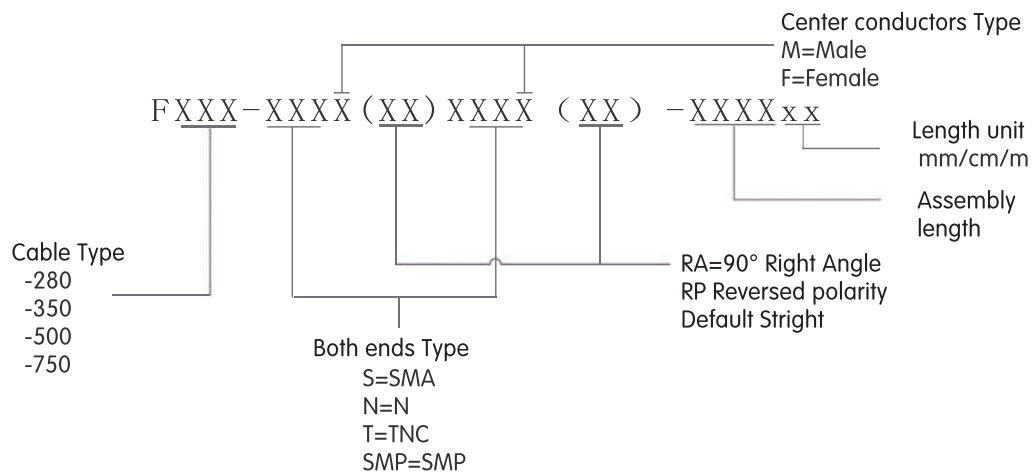 Center conductors Type
M=Male
F=Female
FXXX-XXXX(XX)XXXX (XX) -XXXXxx
Length unit
mm/cm/m
Assembly
length
Cable Type
-280
-350
-500
-750
RA=90° Right Angle
RP Reversed polarity
Default Stright
Both ends Type
S=SMA
N=N
T=TNC
SMP=SMP